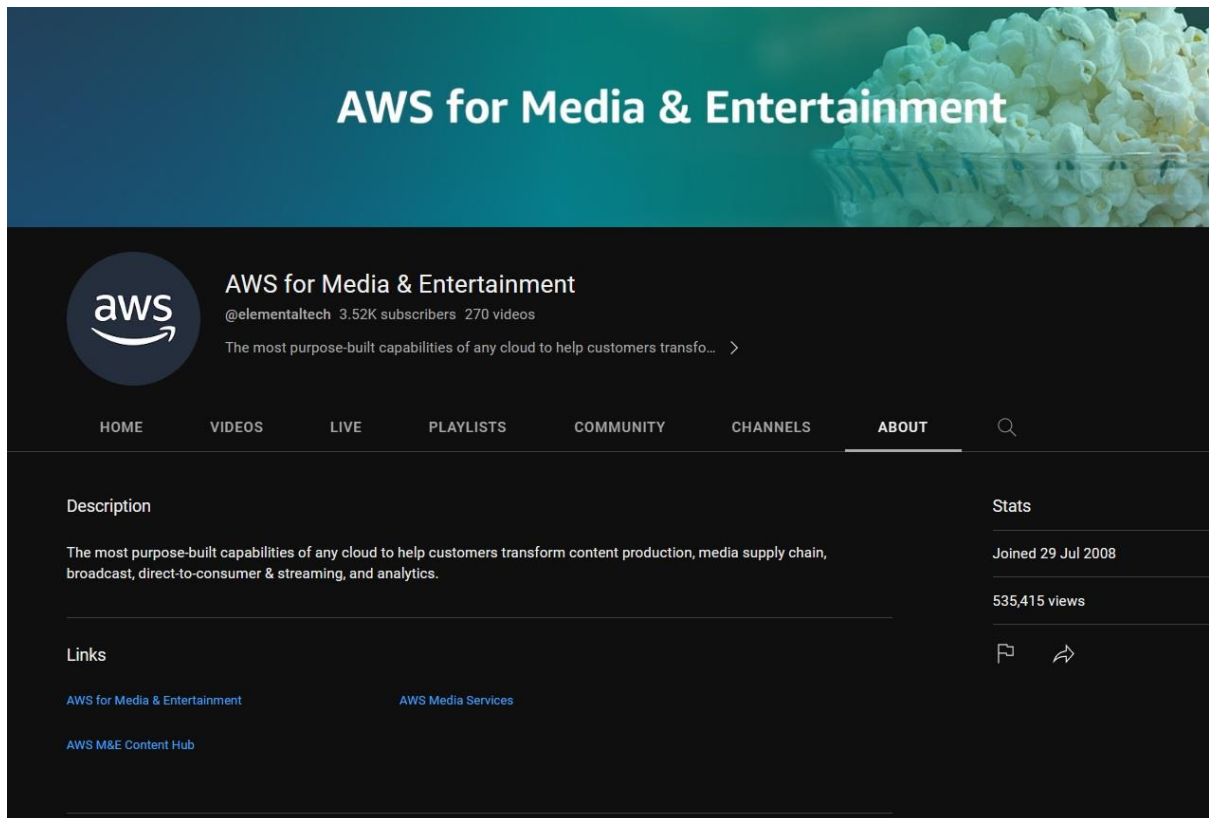 AWS for Media & Entertainment
aws
AWS for Media & Entertainment
@elementaltech 3.52K subscribers 270 videos
The most purpose-built capabilities of any cloud to help customers transfo...
HOME VIDEOS LIVE PLAYLISTS COMMUNITY CHANNELS ABOUT
Description
The most purpose-built capabilities of any cloud to help customers transform content production, media supply chain,
broadcast, direct-to-consumer & streaming, and analytics.
Links
AWS for Media & Entertainment AWS Media Services
AWS M&E Content Hub
Stats
Joined 29 Jul 2008
535,415 views